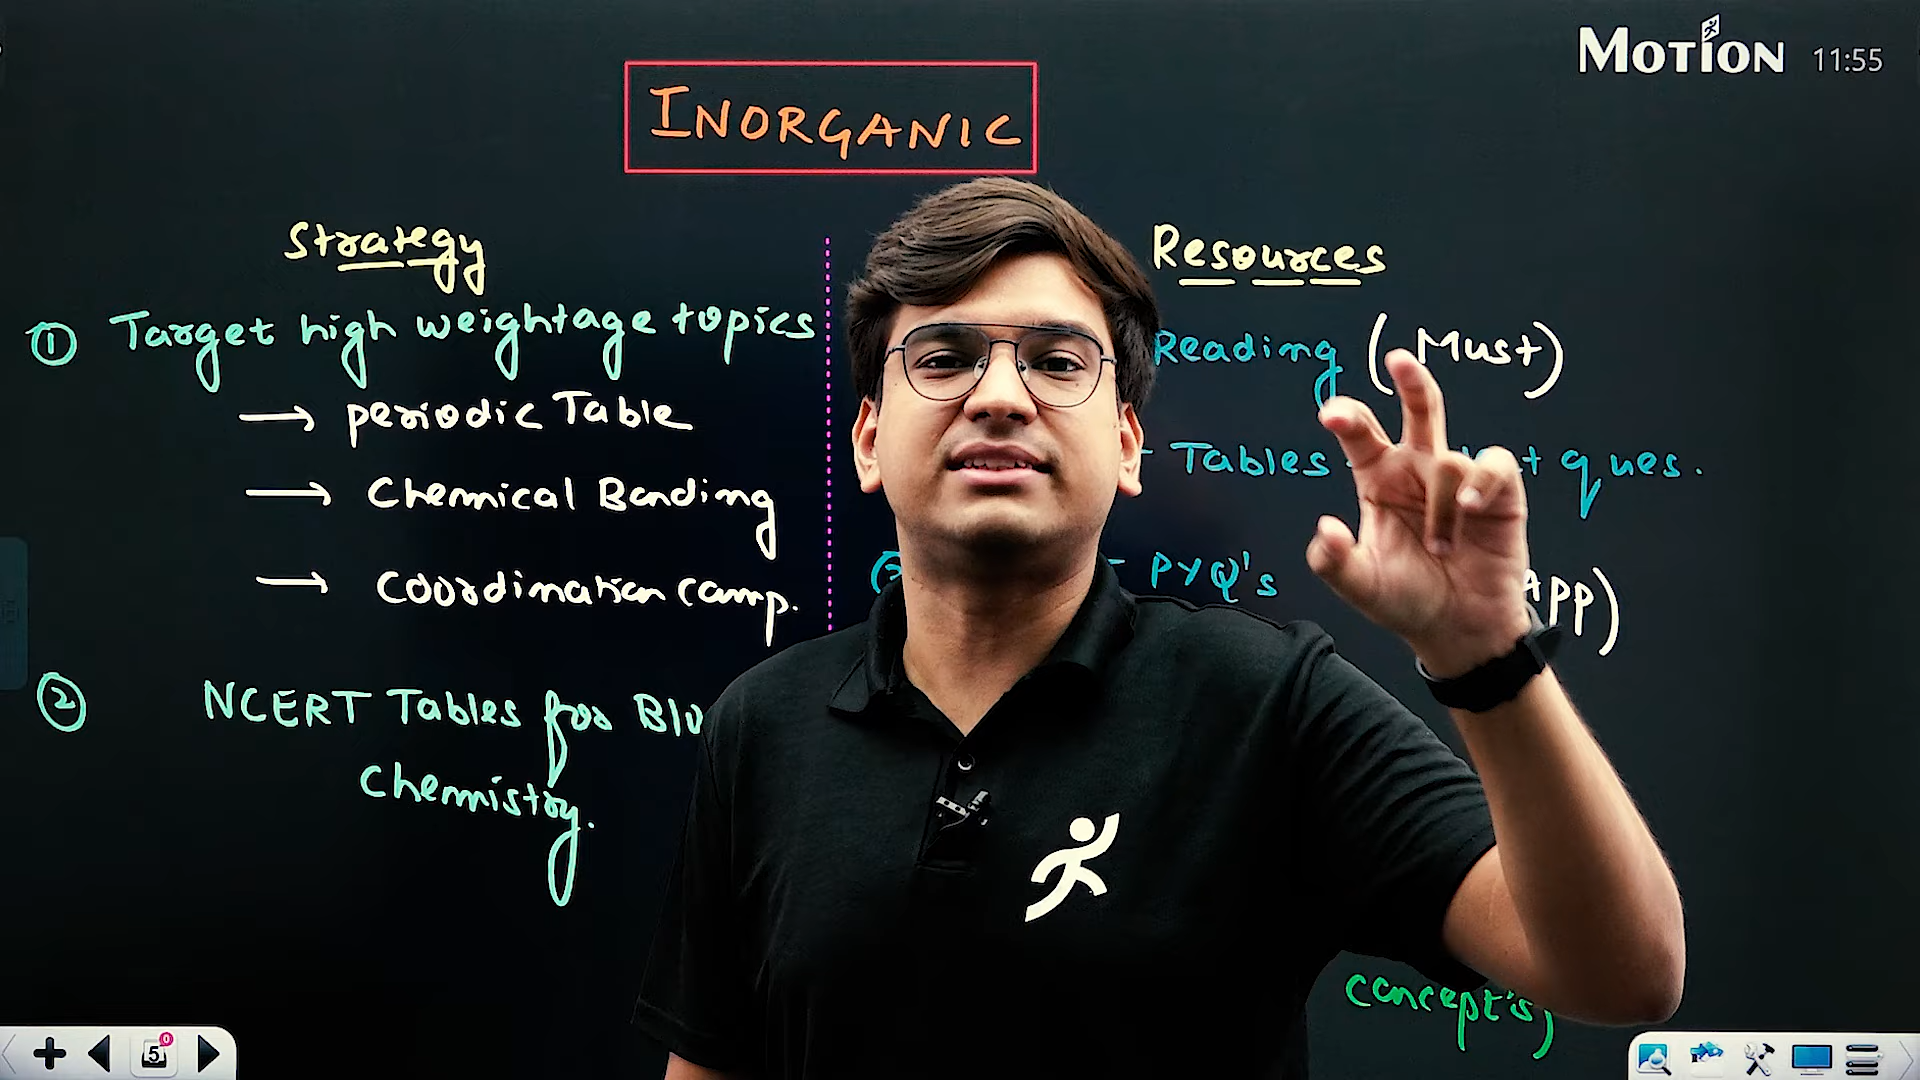 MOTION 11:55
INORGANIC
Strategy
① Target high weightage topics
→ periodic Table
→ Chemical Bonding
→ Coordination comp.
② NCERT Tables for
Chemistry.
Resources
Reading (Must)
- Tables ques.
- PYQ's App)
concept's)
5
0